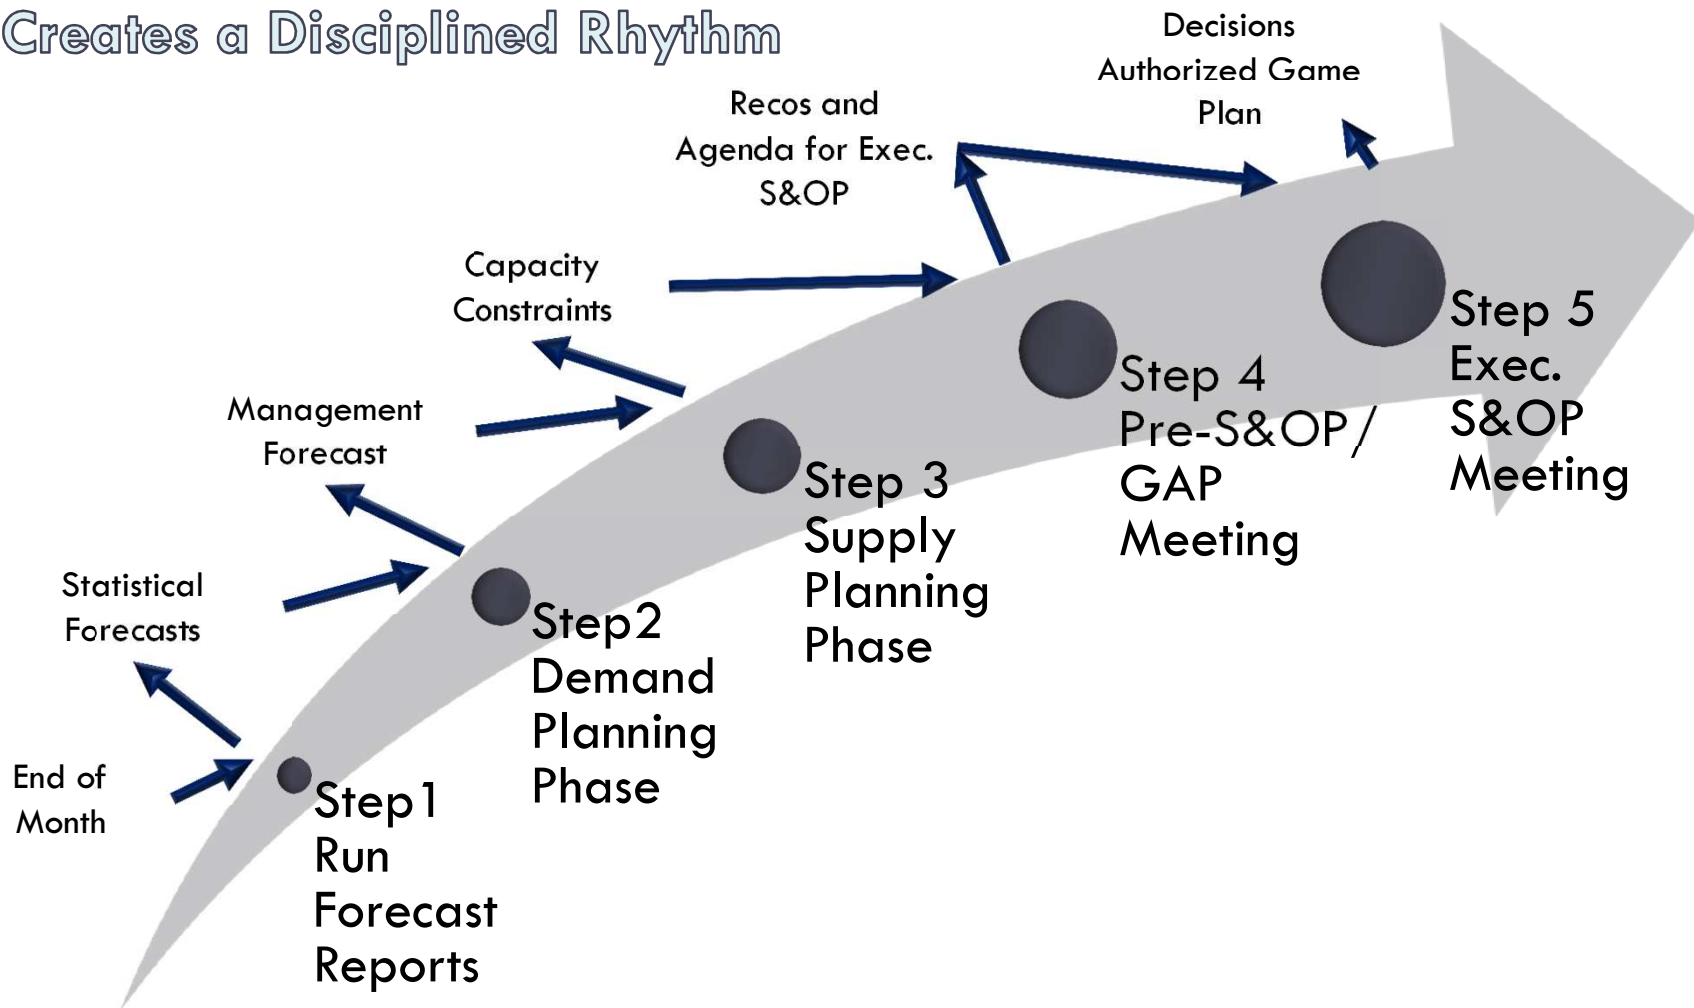 Creates a Disciplined Rhythm
Decisions
Authorized Game
Plan
Recos and
Agenda for Exec.
S&OP
Capacity
Constraints
Management
Forecast
Statistical
Forecasts
End of
Month
Step1
Run
Forecast
Reports
Step2
Demand
Planning
Phase
Step 3
Supply
Planning
Phase
Step 4
Pre-S&OP/
GAP
Meeting
Step 5
Exec.
S&OP
Meeting